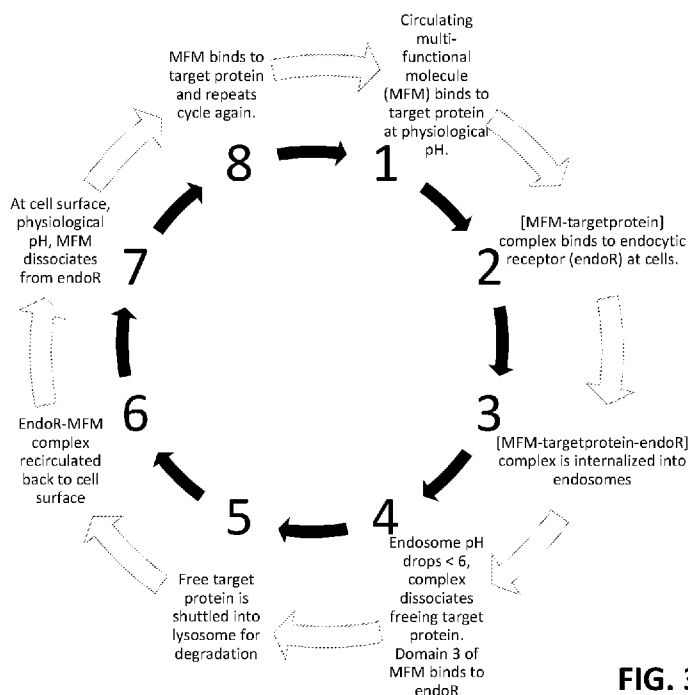 Circulating
multi-
functional
molecule
(MFM) binds to
target protein
at physiological
pH.
1
[MFM-targetprotein]
complex binds to endocytic
receptor (endoR) at cells.
2
[MFM-targetprotein-endoR]
complex is internalized into
endosomes
3
Endosome pH
drops < 6,
complex
dissociates
freeing target
protein.
Domain 3 of
MFM binds to
endoR
4
Free target
protein is
shuttled into
lysosome for
degradation
5
EndoR-MFM
complex
recirculated
back to cell
surface
6
At cell surface,
physiological
pH, MFM
dissociates
from endoR
7
MFM binds to
target protein
and repeats
cycle again.
8
FIG. 3